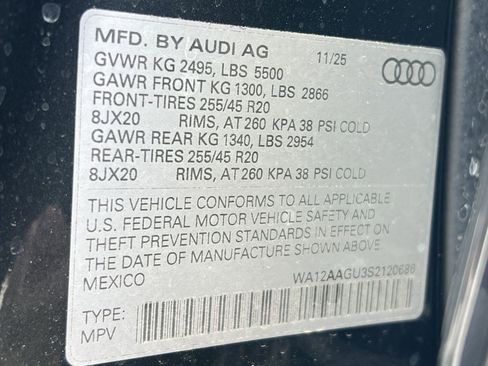 MFD. BY AUDI AG 11/25
GVWR KG 2495, LBS 5500
GAWR FRONT KG 1300, LBS 2866
FRONT-TIRES 255/45 R20
8JX20 RIMS, AT 260 KPA 38 PSI COLD
GAWR REAR KG 1340, LBS 2954
REAR-TIRES 255/45 R20
8JX20 RIMS, AT 260 KPA 38 PSI COLD
THIS VEHICLE CONFORMS TO ALL APPLICABLE
U.S. FEDERAL MOTOR VEHICLE SAFETY AND
THEFT PREVENTION STANDARDS IN EFFECT ON
THE DATE OF MANUFACTURE SHOWN ABOVE.
MEXICO WA12AAGU3S2120686
TYPE:
MPV